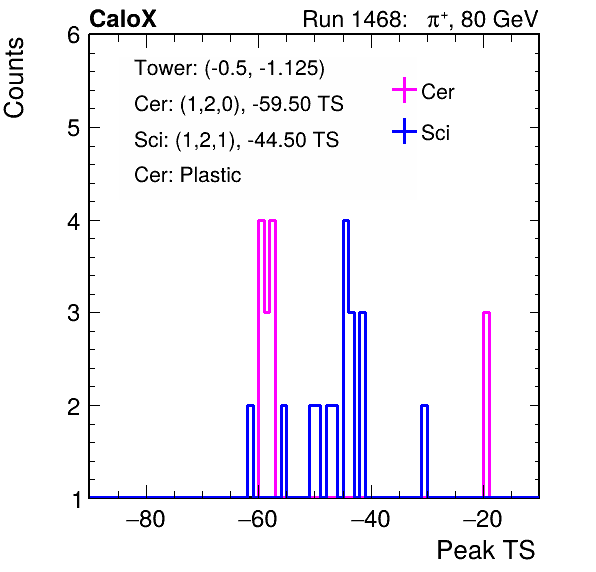 CaloX Run 1468: π⁺, 80 GeV
Counts
6
5
4
3
2
1
Tower: (-0.5, -1.125)
Cer: (1,2,0), -59.50 TS
Sci: (1,2,1), -44.50 TS
Cer: Plastic
Cer
Sci
−80 −60 −40 −20
Peak TS